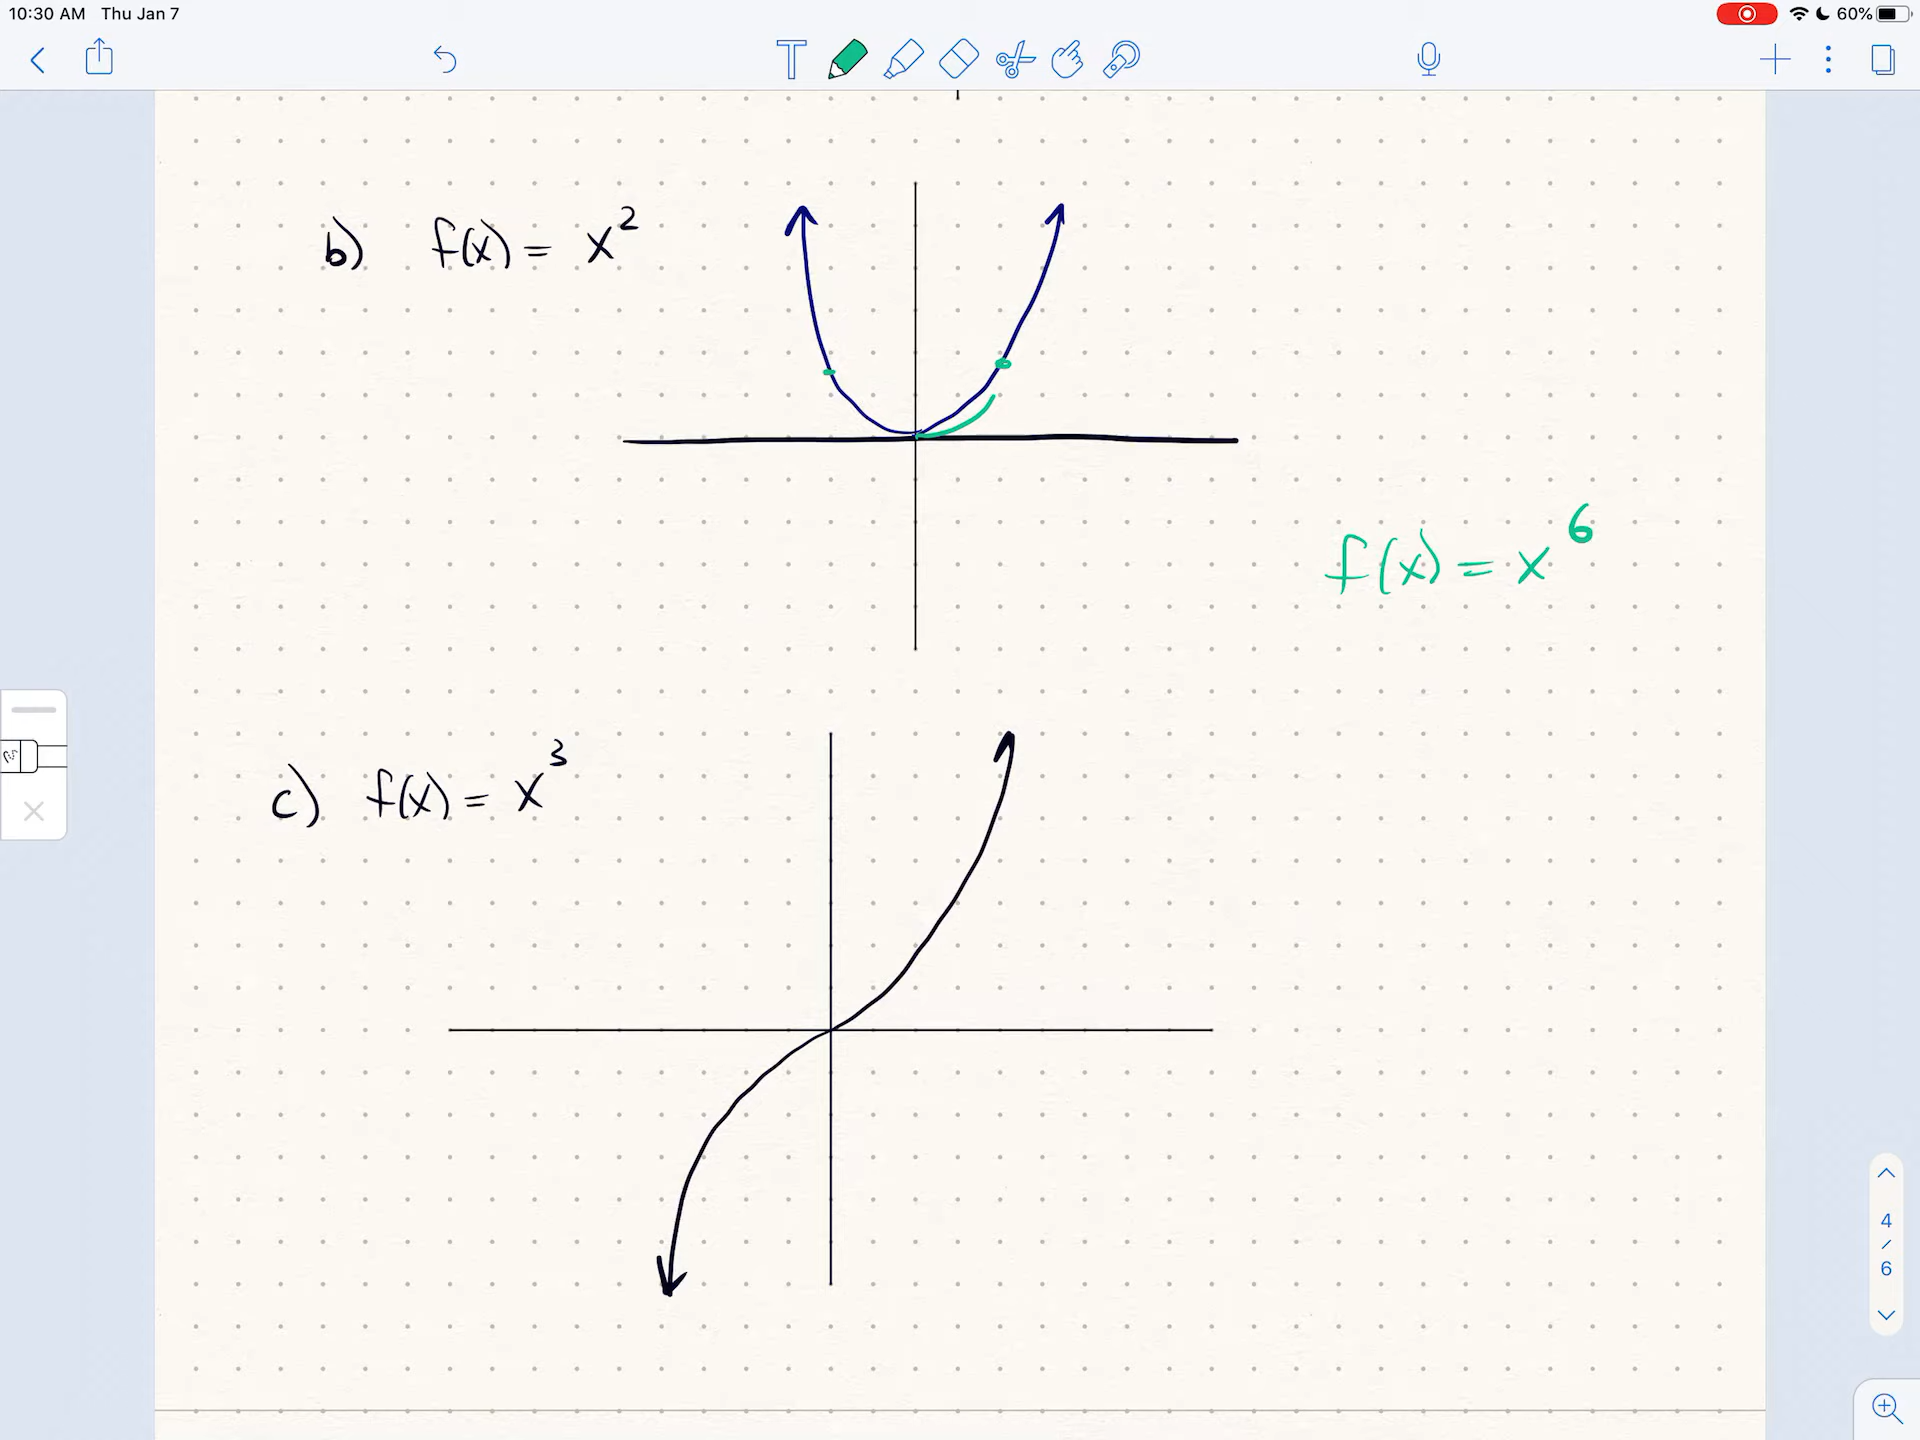 10:30 AM Thu Jan 7
60%
T
b) f(x) = x²
f(x) = x⁶
c) f(x) = x³
4
/
6